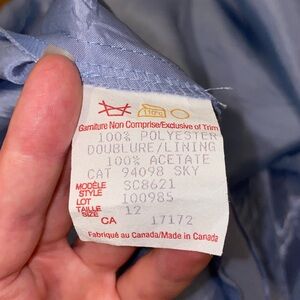 Garniture Non Comprise/Exclusive of Trim
100% POLYESTER
DOUBLURE/LINING
100% ACETATE
CAT 94098 SKY
MODÈLE
STYLE SC8621
LOT 100985
TAILLE
SIZE 12
CA 17172
Fabriqué au Canada/Made in Canada